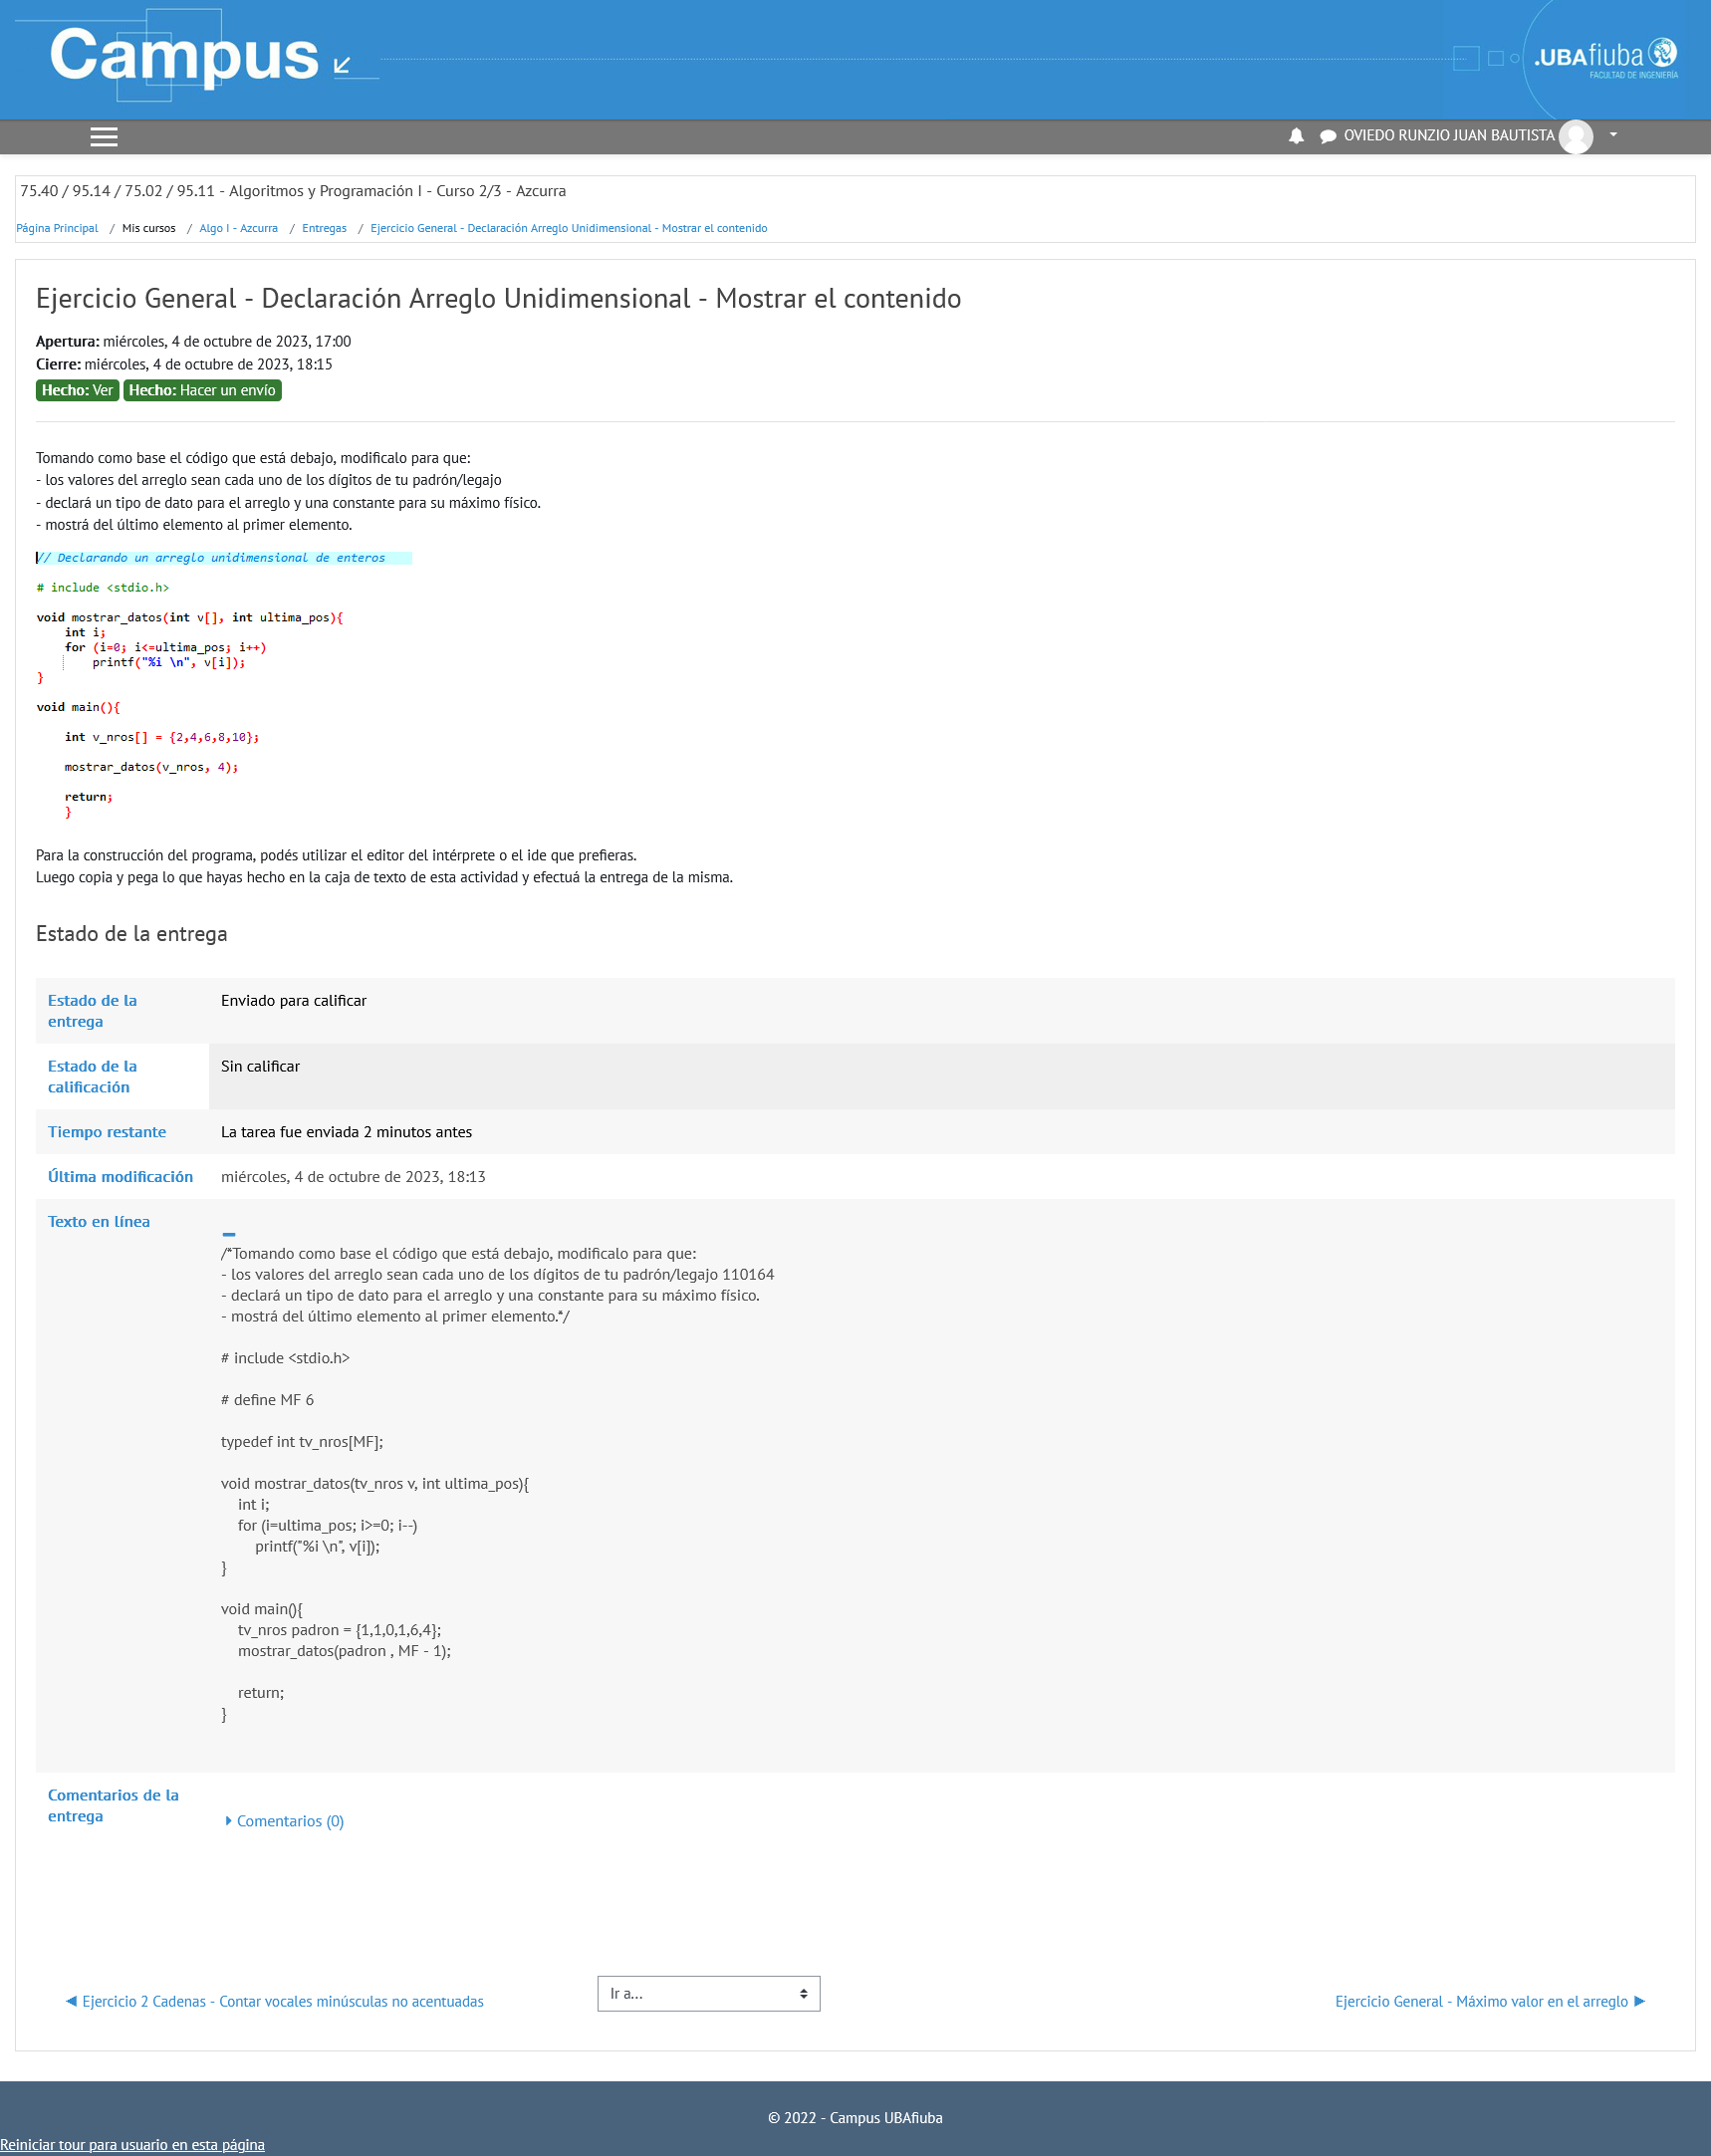 Campus
.UBAfiuba
FACULTAD DE INGENIERÍA
OVIEDO RUNZIO JUAN BAUTISTA
75.40 / 95.14 / 75.02 / 95.11 - Algoritmos y Programación I - Curso 2/3 - Azcurra
Página Principal / Mis cursos / Algo I - Azcurra / Entregas / Ejercicio General - Declaración Arreglo Unidimensional - Mostrar el contenido
Ejercicio General - Declaración Arreglo Unidimensional - Mostrar el contenido
Apertura: miércoles, 4 de octubre de 2023, 17:00
Cierre: miércoles, 4 de octubre de 2023, 18:15
Hecho: Ver Hecho: Hacer un envío
Tomando como base el código que está debajo, modificalo para que:
- los valores del arreglo sean cada uno de los dígitos de tu padrón/legajo
- declará un tipo de dato para el arreglo y una constante para su máximo físico.
- mostrá del último elemento al primer elemento.
// Declarando un arreglo unidimensional de enteros
# include <stdio.h>
void mostrar_datos(int v[], int ultima_pos){
int i;
for (i=0; i<=ultima_pos; i++)
printf("%i \n", v[i]);
}
void main(){
int v_nros[] = {2,4,6,8,10};
mostrar_datos(v_nros, 4);
return;
}
Para la construcción del programa, podés utilizar el editor del intérprete o el ide que prefieras.
Luego copia y pega lo que hayas hecho en la caja de texto de esta actividad y efectuá la entrega de la misma.
Estado de la entrega
Estado de la entrega
Enviado para calificar
Estado de la calificación
Sin calificar
Tiempo restante
La tarea fue enviada 2 minutos antes
Última modificación
miércoles, 4 de octubre de 2023, 18:13
Texto en línea
/*Tomando como base el código que está debajo, modificalo para que:
- los valores del arreglo sean cada uno de los dígitos de tu padrón/legajo 110164
- declará un tipo de dato para el arreglo y una constante para su máximo físico.
- mostrá del último elemento al primer elemento.*/
# include <stdio.h>
# define MF 6
typedef int tv_nros[MF];
void mostrar_datos(tv_nros v, int ultima_pos){
int i;
for (i=ultima_pos; i>=0; i--)
printf("%i \n", v[i]);
}
void main(){
tv_nros padron = {1,1,0,1,6,4};
mostrar_datos(padron , MF - 1);
return;
}
Comentarios de la entrega
Comentarios (0)
◄ Ejercicio 2 Cadenas - Contar vocales minúsculas no acentuadas
Ir a...
Ejercicio General - Máximo valor en el arreglo ►
© 2022 - Campus UBAfiuba
Reiniciar tour para usuario en esta página